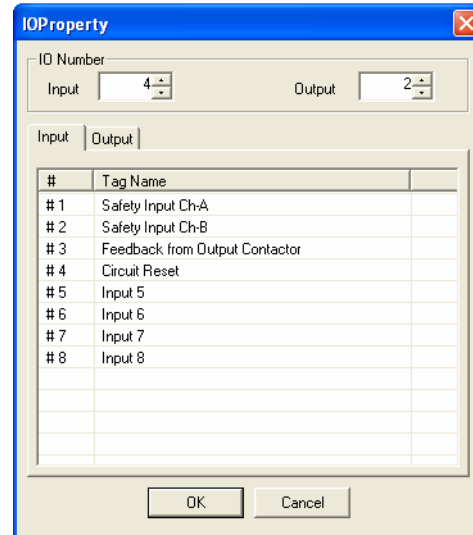 IOProperty
IO Number
Input 4 Output 2
Input Output
# Tag Name
# 1 Safety Input Ch-A
# 2 Safety Input Ch-B
# 3 Feedback from Output Contactor
# 4 Circuit Reset
# 5 Input 5
# 6 Input 6
# 7 Input 7
# 8 Input 8
OK Cancel